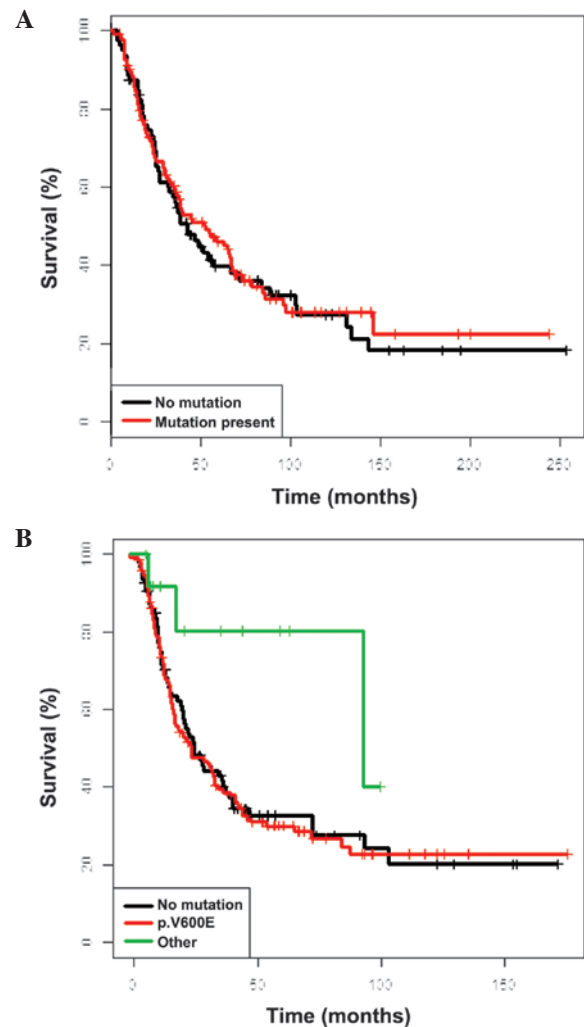 A
100
80
60
40
20
0
Survival (%)
No mutation
Mutation present
0 50 100 150 200 250
Time (months)
B
100
80
60
40
20
0
Survival (%)
No mutation
p.V600E
Other
0 50 100 150
Time (months)